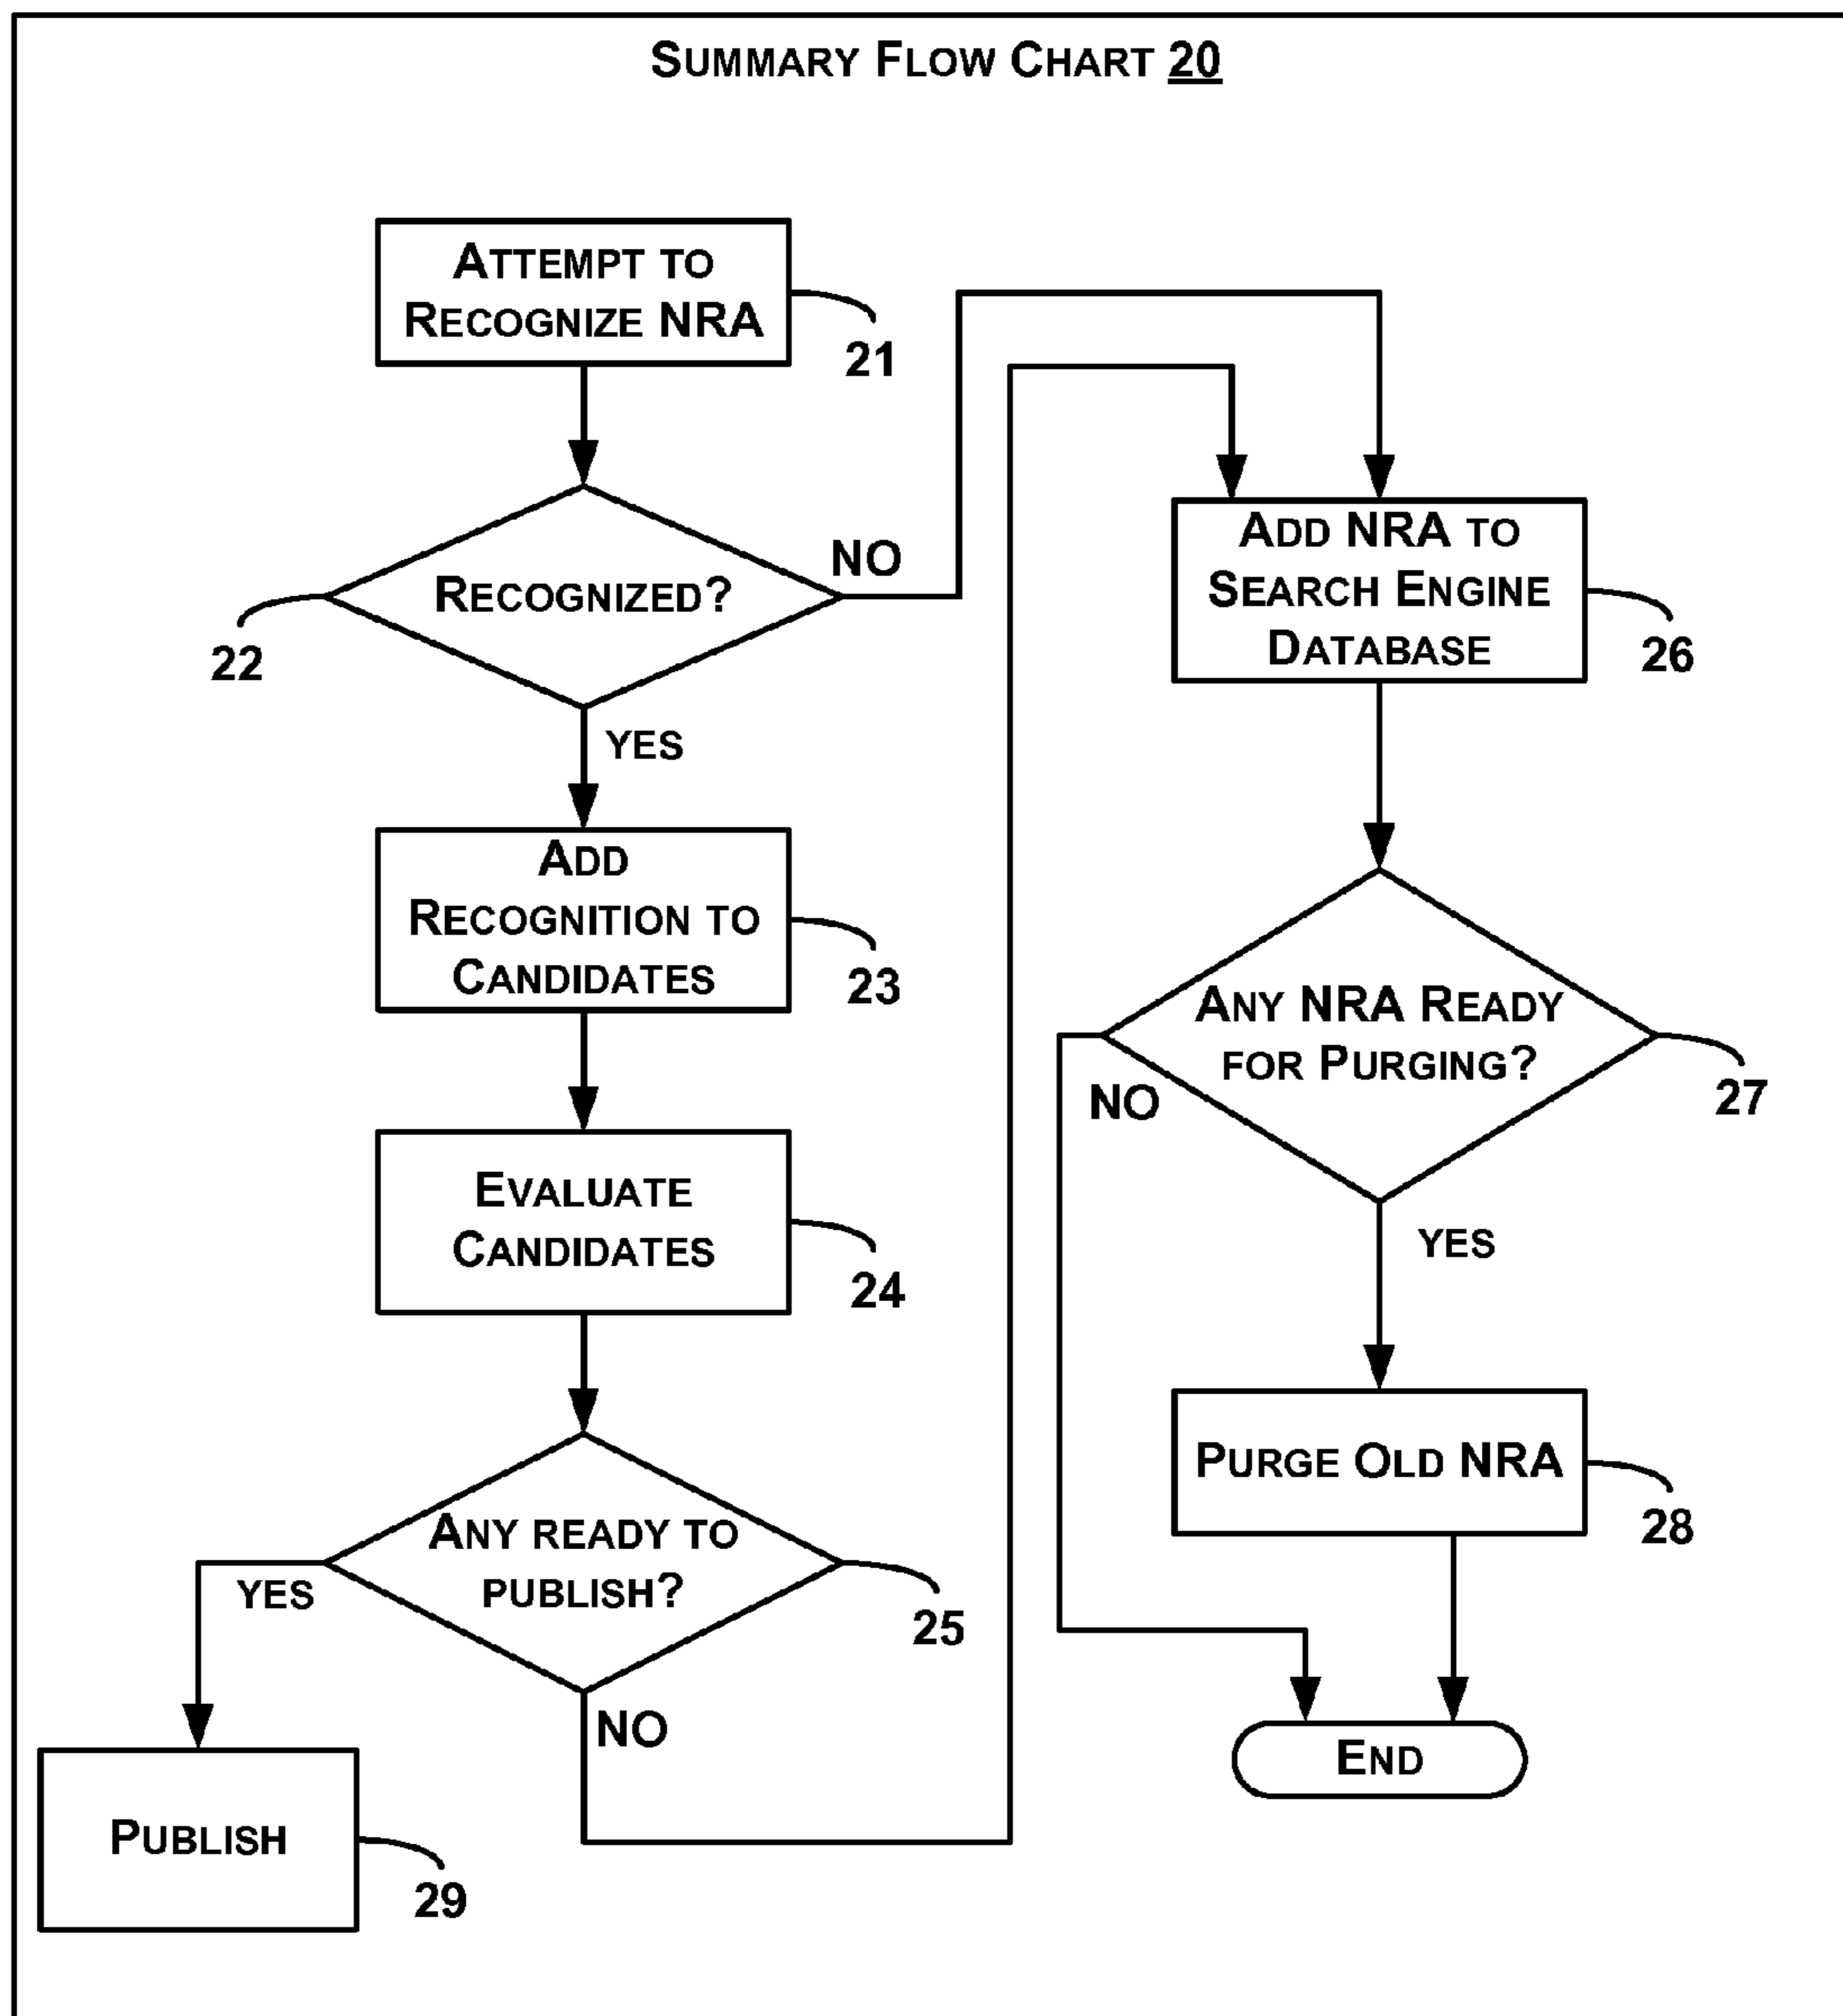 SUMMARY FLOW CHART 20
ATTEMPT TO
RECOGNIZE NRA
21
RECOGNIZED?
NO
22
YES
ADD
RECOGNITION TO
CANDIDATES
23
EVALUATE
CANDIDATES
24
ANY READY TO
PUBLISH?
YES
25
NO
PUBLISH
29
ADD NRA TO
SEARCH ENGINE
DATABASE
26
ANY NRA READY
FOR PURGING?
27
NO
YES
PURGE OLD NRA
28
END